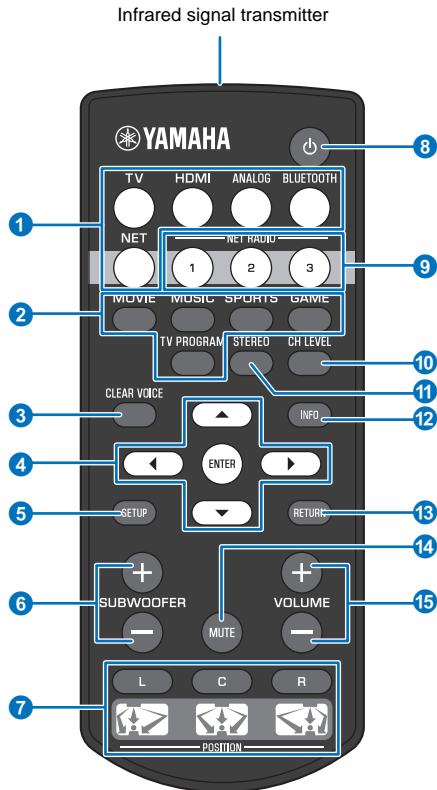 Infrared signal transmitter
YAMAHA
8
TV HDMI ANALOG BLUETOOTH
1
NET NET RADIO
1 2 3
9
MOVIE MUSIC SPORTS GAME
2
TV PROGRAM STEREO CH LEVEL
10
11
CLEAR VOICE
3
INFO
12
4
ENTER
5
SETUP
RETURN
13
14
+ +
6
SUBWOOFER VOLUME
15
− MUTE −
L C R
7
POSITION